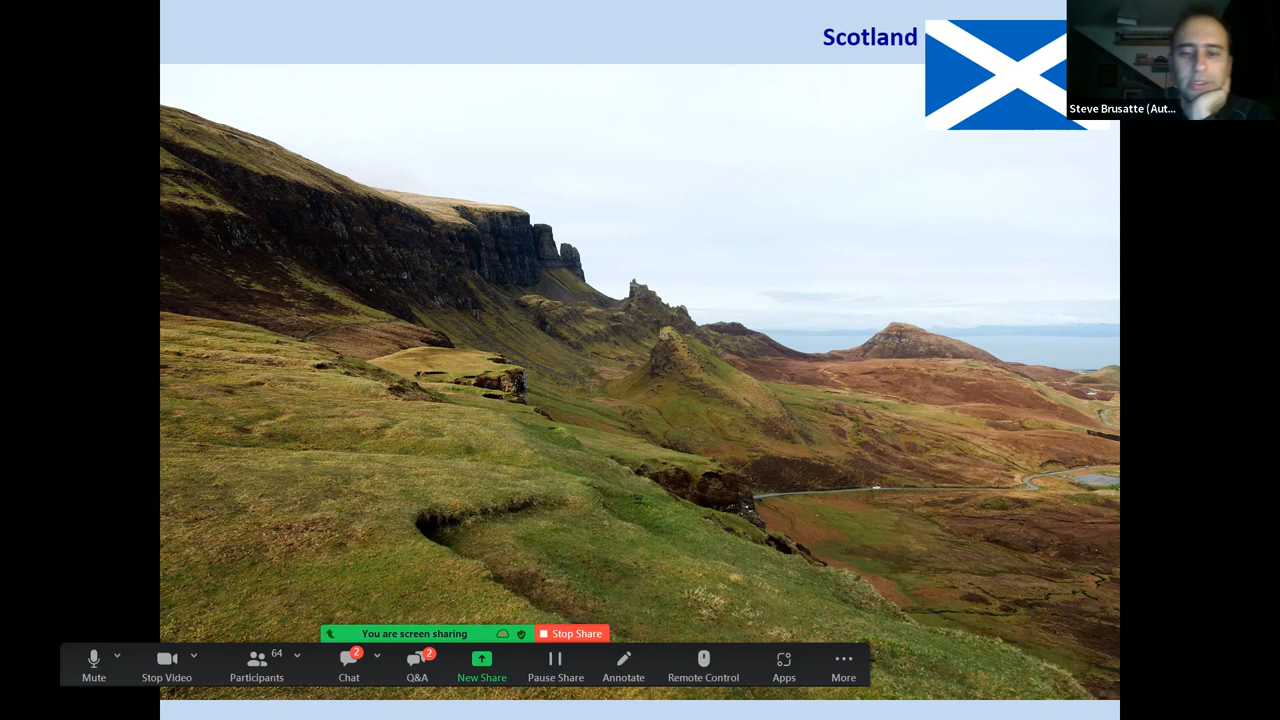 Scotland
Steve Brusatte (Aut...
You are screen sharing
Stop Share
64
2
2
Mute
Stop Video
Participants
Chat
Q&A
New Share
Pause Share
Annotate
Remote Control
Apps
More